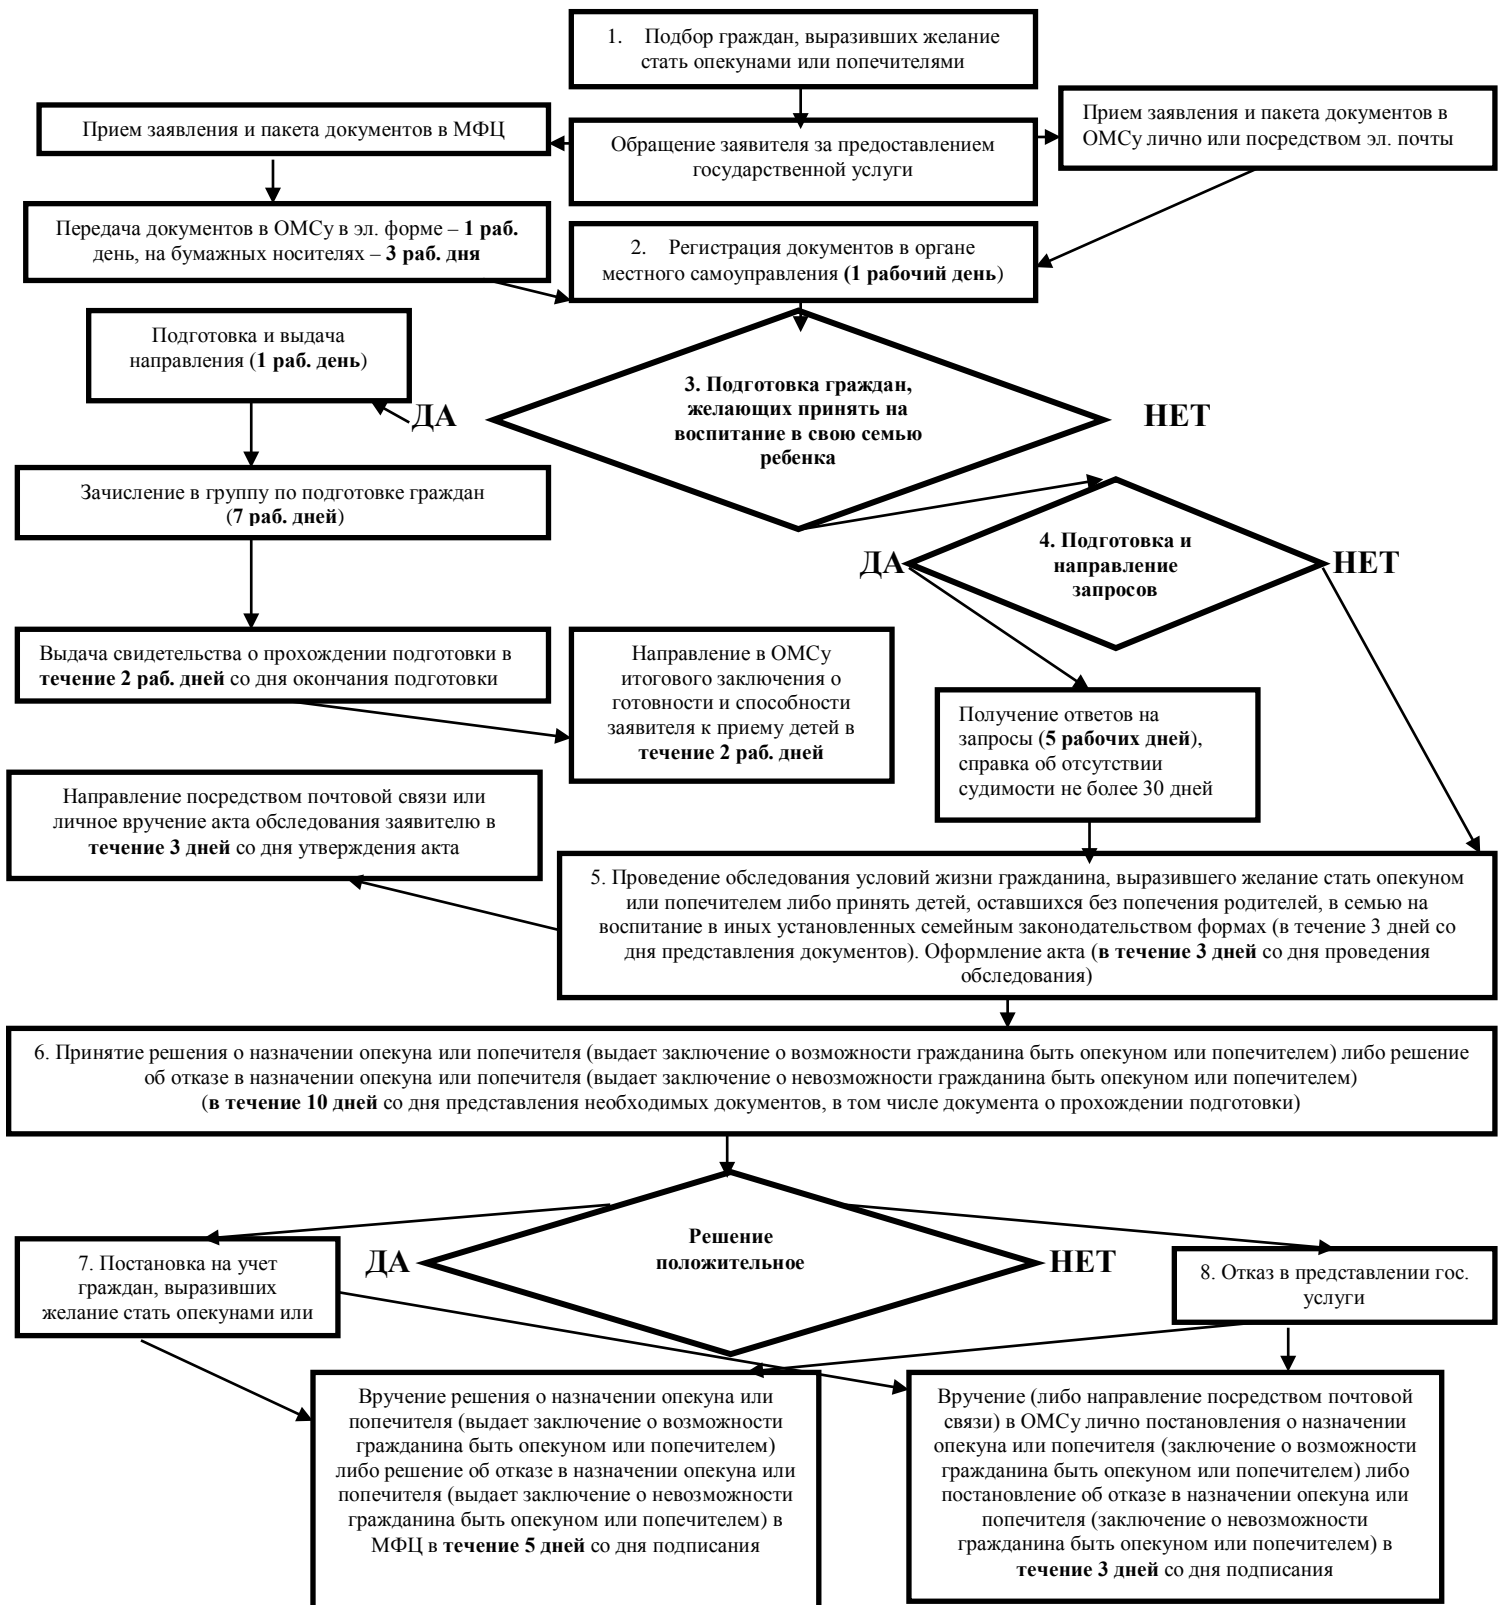 1. Подбор граждан, выразивших желание
стать опекунами или попечителями
Прием заявления и пакета документов в МФЦ
Обращение заявителя за предоставлением
государственной услуги
Прием заявления и пакета документов в
ОМСу лично или посредством эл. почты
Передача документов в ОМСу в эл. форме – 1 раб.
день, на бумажных носителях – 3 раб. дня
2. Регистрация документов в органе
местного самоуправления (1 рабочий день)
Подготовка и выдача
направления (1 раб. день)
3. Подготовка граждан,
желающих принять на
воспитание в свою семью
ребенка
ДА
НЕТ
Зачисление в группу по подготовке граждан
(7 раб. дней)
4. Подготовка и
направление
запросов
ДА
НЕТ
Выдача свидетельства о прохождении подготовки в
течение 2 раб. дней со дня окончания подготовки
Направление в ОМСу
итогового заключения о
готовности и способности
заявителя к приему детей в
течение 2 раб. дней
Получение ответов на
запросы (5 рабочих дней),
справка об отсутствии
судимости не более 30 дней
Направление посредством почтовой связи или
личное вручение акта обследования заявителю в
течение 3 дней со дня утверждения акта
5. Проведение обследования условий жизни гражданина, выразившего желание стать опекуном
или попечителем либо принять детей, оставшихся без попечения родителей, в семью на
воспитание в иных установленных семейным законодательством формах (в течение 3 дней со
дня представления документов). Оформление акта (в течение 3 дней со дня проведения
обследования)
6. Принятие решения о назначении опекуна или попечителя (выдает заключение о возможности гражданина быть опекуном или попечителем) либо решение
об отказе в назначении опекуна или попечителя (выдает заключение о невозможности гражданина быть опекуном или попечителем)
(в течение 10 дней со дня представления необходимых документов, в том числе документа о прохождении подготовки)
Решение
положительное
ДА
НЕТ
7. Постановка на учет
граждан, выразивших
желание стать опекунами или
8. Отказ в представлении гос.
услуги
Вручение решения о назначении опекуна или
попечителя (выдает заключение о возможности
гражданина быть опекуном или попечителем)
либо решение об отказе в назначении опекуна или
попечителя (выдает заключение о невозможности
гражданина быть опекуном или попечителем) в
МФЦ в течение 5 дней со дня подписания
Вручение (либо направление посредством почтовой
связи) в ОМСу лично постановления о назначении
опекуна или попечителя (заключение о возможности
гражданина быть опекуном или попечителем) либо
постановление об отказе в назначении опекуна или
попечителя (заключение о невозможности
гражданина быть опекуном или попечителем) в
течение 3 дней со дня подписания